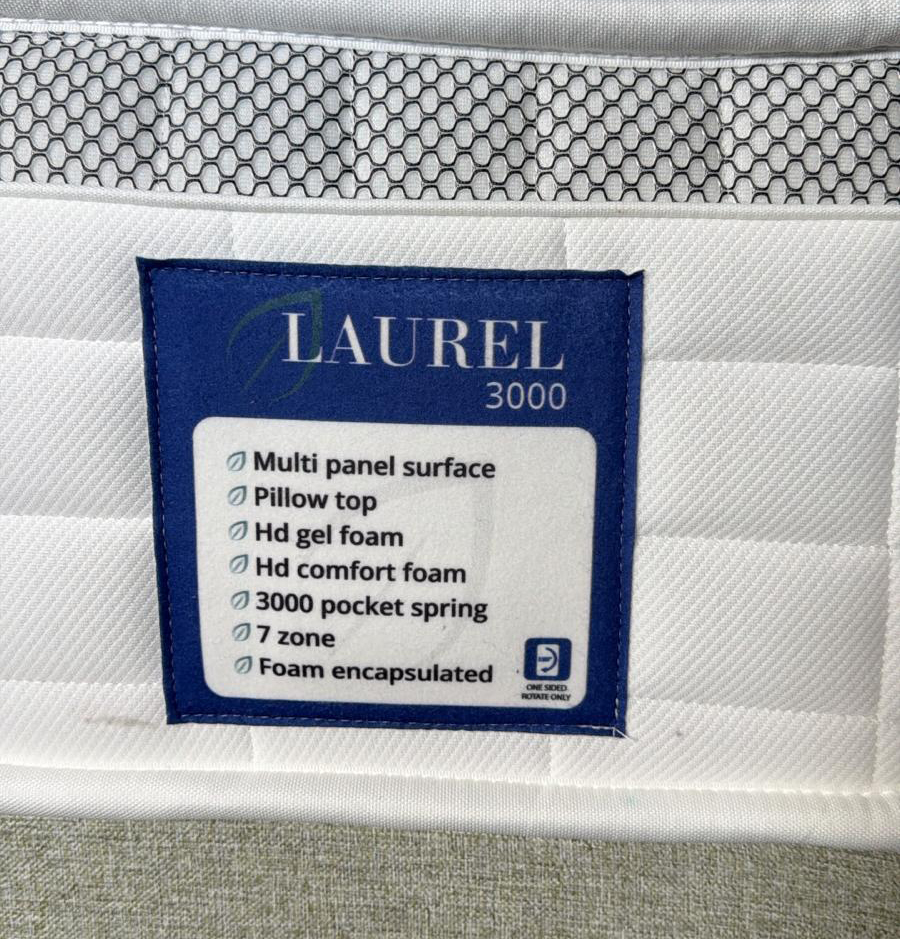 LAUREL
3000
Multi panel surface
Pillow top
Hd gel foam
Hd comfort foam
3000 pocket spring
7 zone
Foam encapsulated
ONE SIDED
ROTATE ONLY